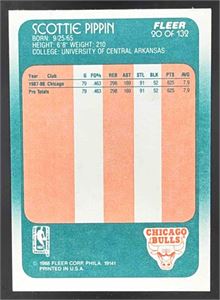 SCOTTIE PIPPIN
FLEER
20 OF 132
BORN: 9/25/65
HEIGHT: 6'8" WEIGHT: 210
COLLEGE: UNIVERSITY OF CENTRAL ARKANSAS
Year Club G FG% REB AST STL BLK PTS AVG
1987-88 Chicago 79 .463 298 169 91 52 625 7.9
Pro Totals 79 .463 298 169 91 52 625 7.9
CHICAGO
BULLS
NBA
© 1988 FLEER CORP. PHILA. 19141
PRINTED IN U.S.A.